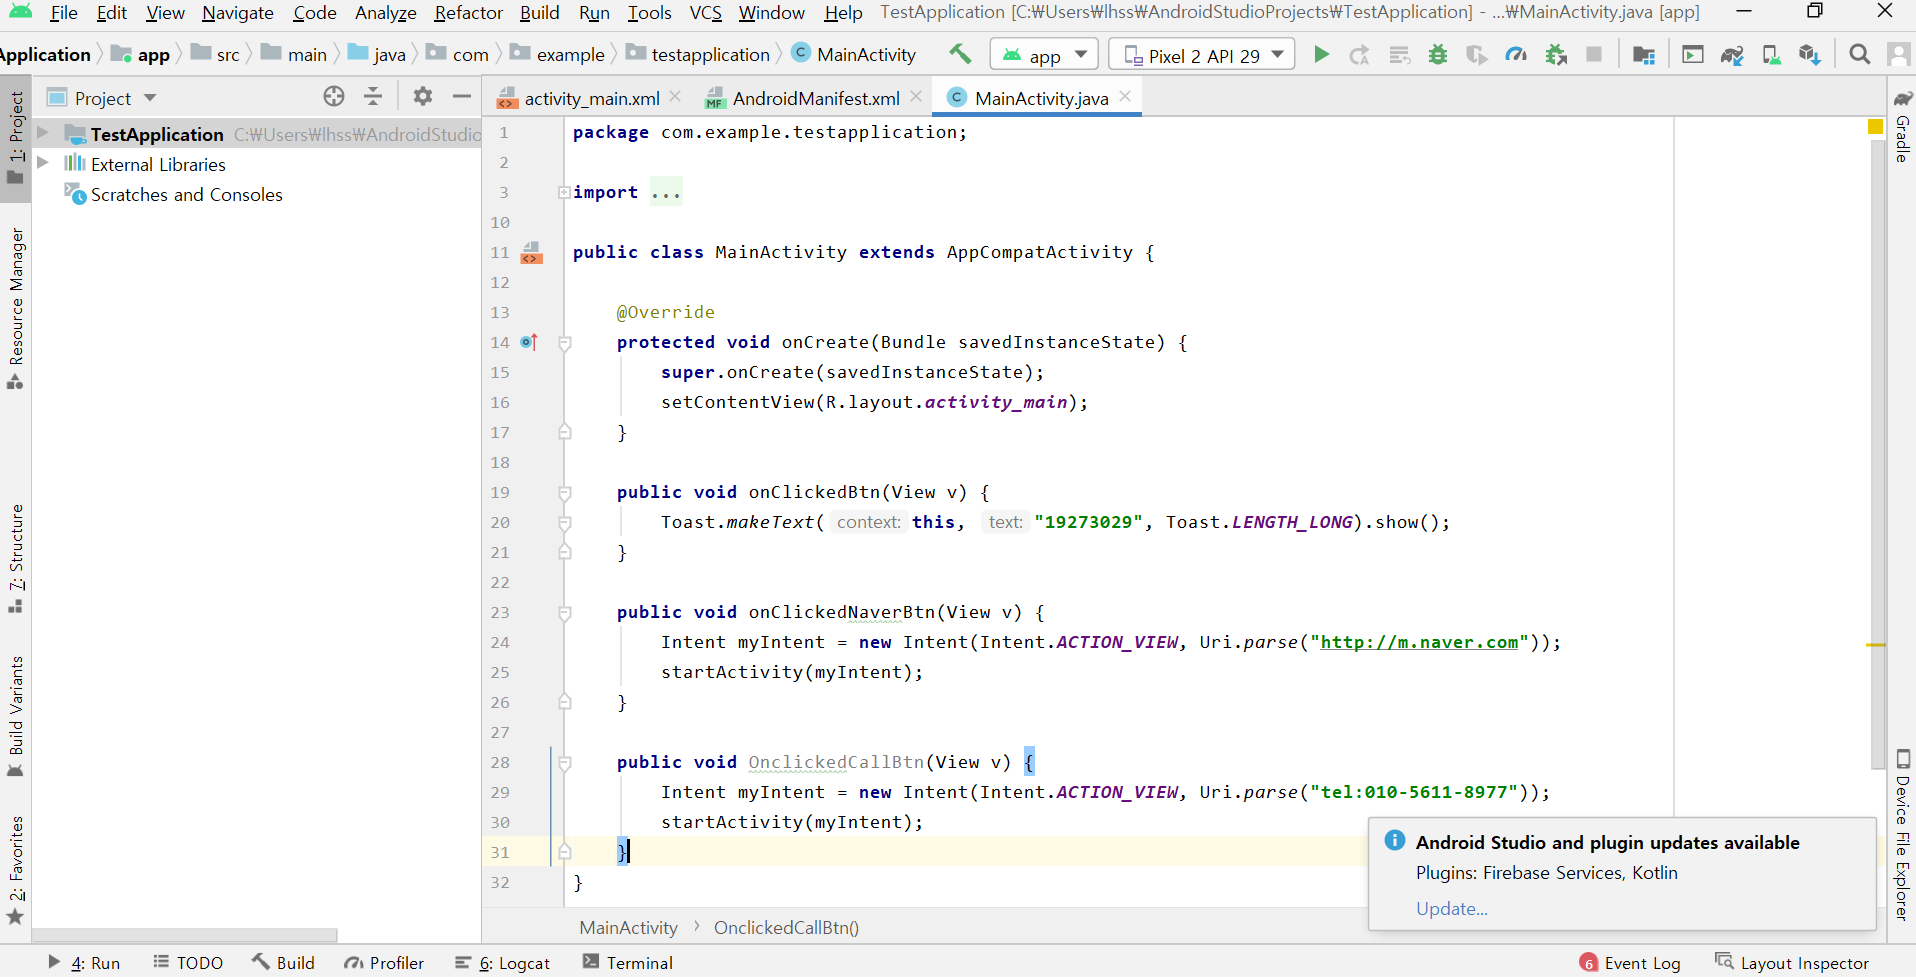 File Edit View Navigate Code Analyze Refactor Build Run Tools VCS Window Help TestApplication [C:₩Users₩lhss₩AndroidStudioProjects₩TestApplication] - ...₩MainActivity.java [app]
Application app src main java com example testapplication C MainActivity app Pixel 2 API 29
1: Project
Resource Manager
7: Structure
Build Variants
2: Favorites
Project
TestApplication C:₩Users₩lhss₩AndroidStudio
External Libraries
Scratches and Consoles
activity_main.xml MF AndroidManifest.xml C MainActivity.java
1 package com.example.testapplication;
2
3 import ...
10
11 public class MainActivity extends AppCompatActivity {
12
13 @Override
14 protected void onCreate(Bundle savedInstanceState) {
15 super.onCreate(savedInstanceState);
16 setContentView(R.layout.activity_main);
17 }
18
19 public void onClickedBtn(View v) {
20 Toast.makeText( context: this, text: "19273029", Toast.LENGTH_LONG).show();
21 }
22
23 public void onClickedNaverBtn(View v) {
24 Intent myIntent = new Intent(Intent.ACTION_VIEW, Uri.parse("http://m.naver.com"));
25 startActivity(myIntent);
26 }
27
28 public void OnclickedCallBtn(View v) {
29 Intent myIntent = new Intent(Intent.ACTION_VIEW, Uri.parse("tel:010-5611-8977"));
30 startActivity(myIntent);
31 }
32 }
MainActivity OnclickedCallBtn()
Gradle
Device File Explorer
Android Studio and plugin updates available
Plugins: Firebase Services, Kotlin
Update...
4: Run TODO Build Profiler 6: Logcat Terminal 6 Event Log Layout Inspector